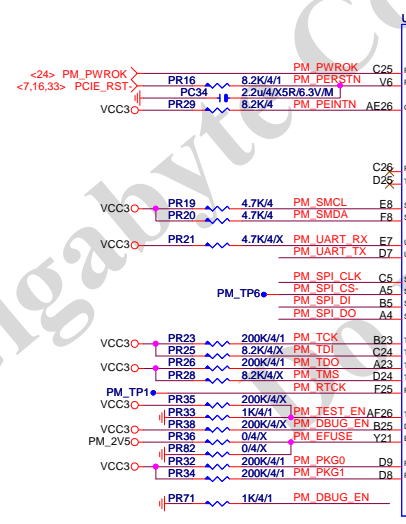 U
<24> PM_PWROK PM_PWROK C25
<7,16,33> PCIE_RST- PR16 8.2K/4/1 PM_PERSTN V6
PC34 2.2u/4/X5R/6.3V/M
VCC3 PR29 8.2K/4 PM_PEINTN AE26
C26
D25
VCC3 PR19 4.7K/4 PM_SMCL E8
PR20 4.7K/4 PM_SMDA F8
VCC3 PR21 4.7K/4/X PM_UART_RX E7
PM_UART_TX D7
PM_SPI_CLK C5
PM_TP6 PM_SPI_CS- A5
PM_SPI_DI B5
PM_SPI_DO A4
VCC3 PR23 200K/4/1 PM_TCK B23
PR25 8.2K/4/X PM_TDI C24
VCC3 PR26 200K/4/1 PM_TDO A23
PR28 8.2K/4/X PM_TMS D24
PM_TP1 PM_RTCK F25
VCC3 PR35 200K/4/X
PR33 1K/4/1 PM_TEST_EN AF26
VCC3 PR38 200K/4/X PM_DBUG_EN B25
PM_2V5 PR36 0/4/X PM_EFUSE Y21
PR82 0/4/X
VCC3 PR32 200K/4/1 PM_PKG0 D9
PR34 200K/4/1 PM_PKG1 D8
PR71 1K/4/1 PM_DBUG_EN